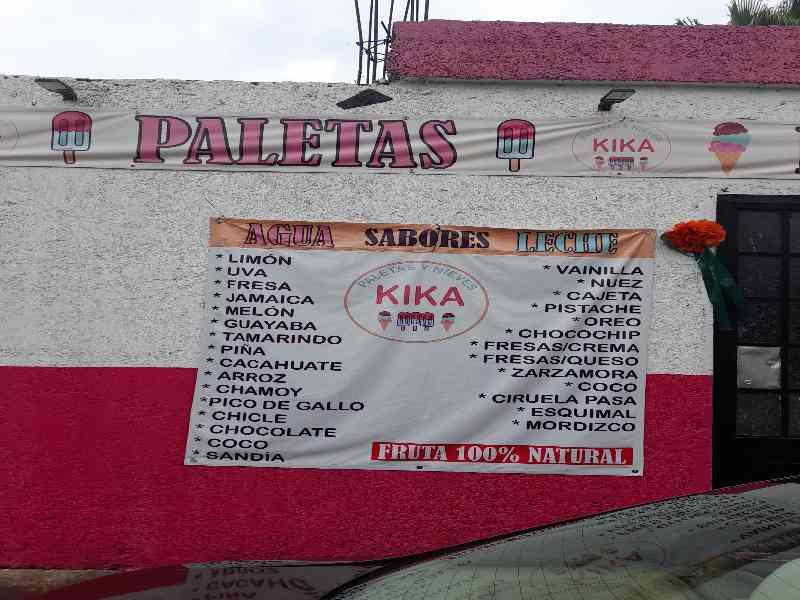 PALETAS
KIKA
AGUA SABORES LECHE
PALETAS Y NIEVES
KIKA
* LIMÓN
* UVA
* FRESA
* JAMAICA
* MELÓN
* GUAYABA
* TAMARINDO
* PIÑA
* CACAHUATE
* ARROZ
* CHAMOY
*PICO DE GALLO
* CHICLE
* CHOCOLATE
* COCO
* SANDÍA
* VAINILLA
* NUEZ
* CAJETA
* PISTACHE
* OREO
* CHOCOCHIP
* FRESAS/CREMA
* FRESAS/QUESO
* ZARZAMORA
* COCO
* CIRUELA PASA
* ESQUIMAL
* MORDIZCO
FRUTA 100% NATURAL